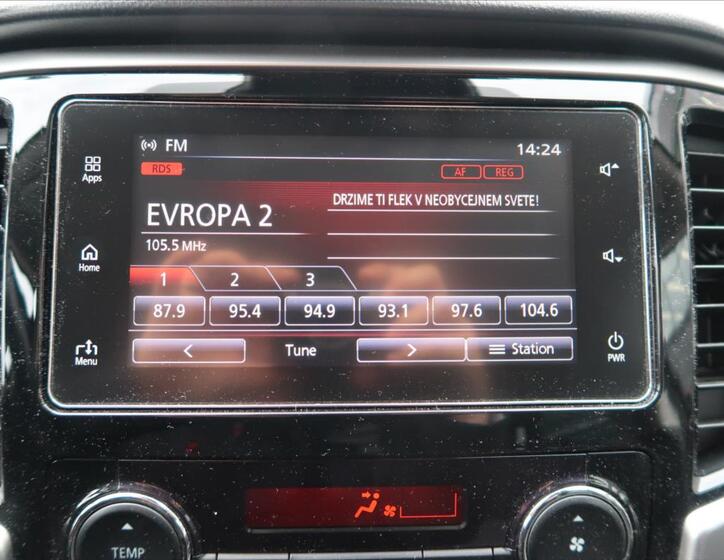 FM 14:24
RDS AF REG
Apps
EVROPA 2
DRZIME TI FLEK V NEOBYCEJNEM SVETE!
105.5 MHz
Home
1 2 3
87.9 95.4 94.9 93.1 97.6 104.6
< Tune > Station
Menu
PWR
TEMP